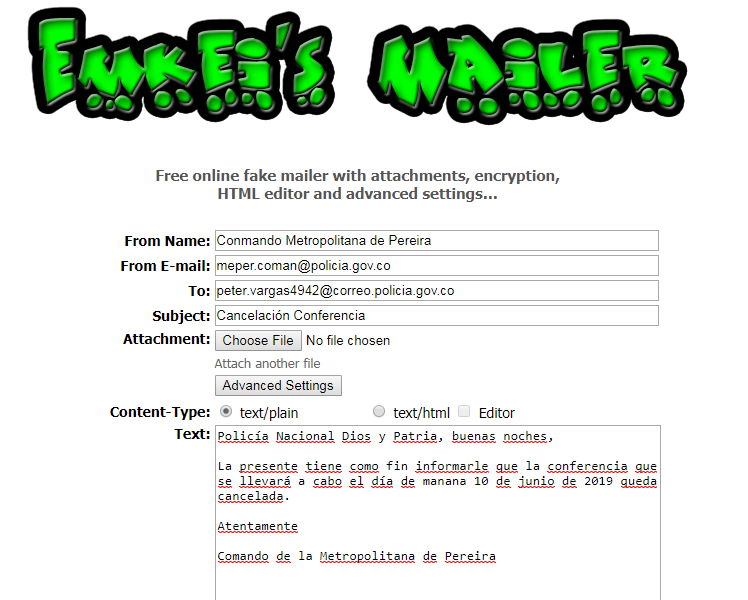 EmkEi's MAilEr
Free online fake mailer with attachments, encryption,
HTML editor and advanced settings...
From Name: Conmando Metropolitana de Pereira
From E-mail: meper.coman@policia.gov.co
To: peter.vargas4942@correo.policia.gov.co
Subject: Cancelación Conferencia
Attachment: Choose File No file chosen
Attach another file
Advanced Settings
Content-Type: text/plain text/html Editor
Text: Policía Nacional Dios y Patria, buenas noches,
La presente tiene como fin informarle que la conferencia que
se llevará a cabo el día de manana 10 de junio de 2019 queda
cancelada.
Atentamente
Comando de la Metropolitana de Pereira